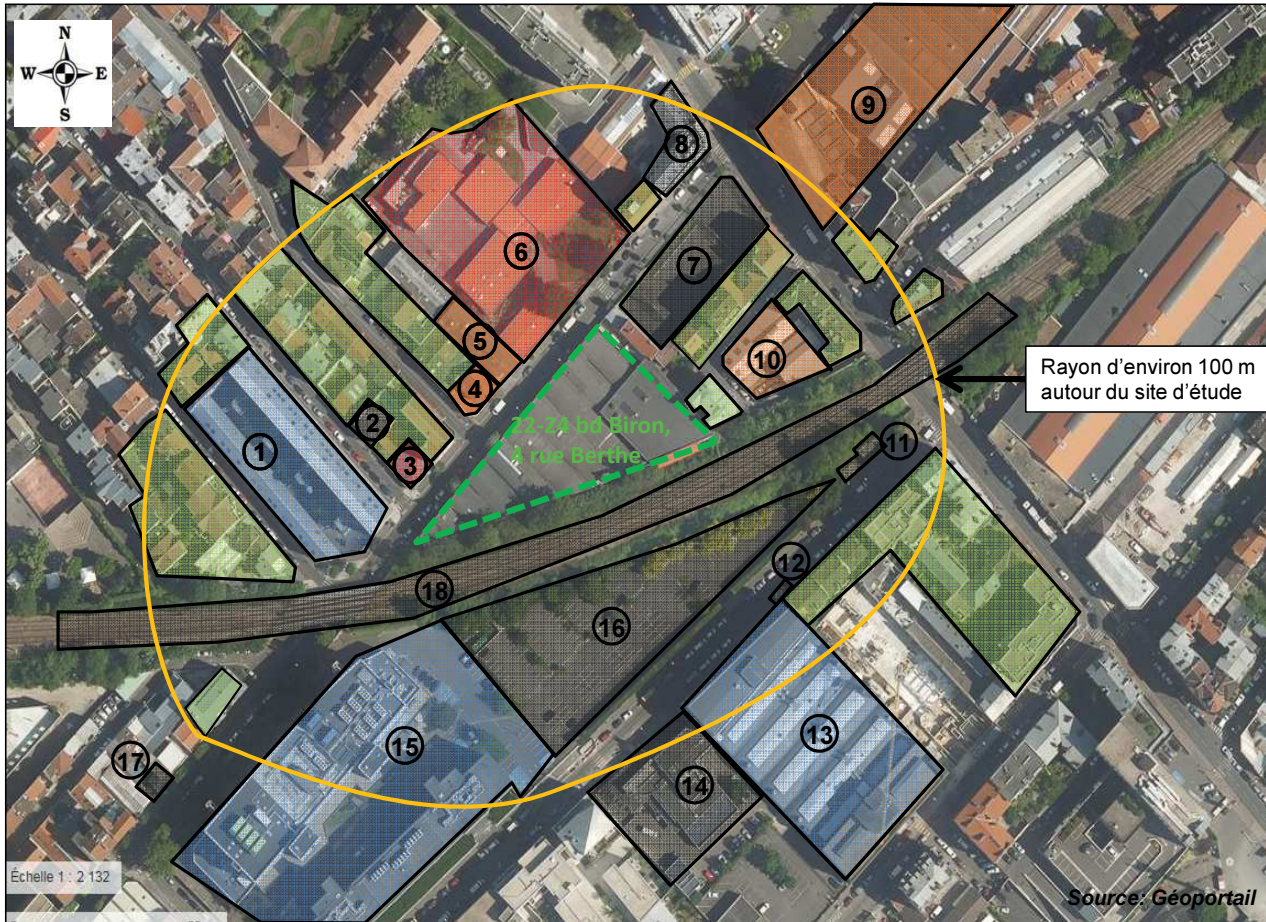 N
W E
S
8
9
6
7
5
10
4
Rayon d’environ 100 m
autour du site d’étude
2
1
3
22-24 bd Biron,
4 rue Berthe
11
12
18
16
15
13
17
14
Échelle 1 : 2 132
Source: Géoportail